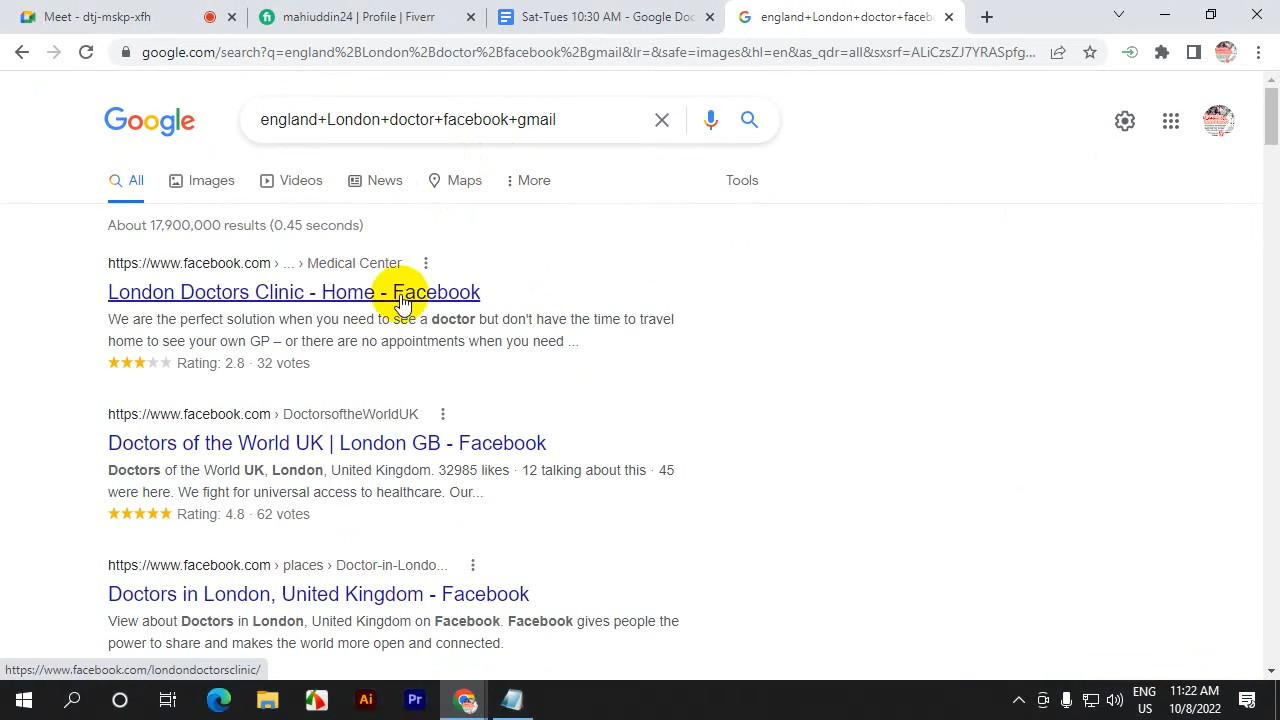 Meet - dtj-mskp-xfh
mahiuddin24 | Profile | Fiverr
Sat-Tues 10:30 AM - Google Doc
england+London+doctor+faceb
google.com/search?q=england%2BLondon%2Bdoctor%2Bfacebook%2Bgmail&lr=&safe=images&hl=en&as_qdr=all&sxsrf=ALiCzsZJ7YRASpfg...
Google
england+London+doctor+facebook+gmail
All Images Videos News Maps More Tools
About 17,900,000 results (0.45 seconds)
https://www.facebook.com › ... › Medical Center
London Doctors Clinic - Home - Facebook
We are the perfect solution when you need to see a doctor but don't have the time to travel
home to see your own GP – or there are no appointments when you need ...
Rating: 2.8 · 32 votes
https://www.facebook.com › DoctorsoftheWorldUK
Doctors of the World UK | London GB - Facebook
Doctors of the World UK, London, United Kingdom. 32985 likes · 12 talking about this · 45
were here. We fight for universal access to healthcare. Our...
Rating: 4.8 · 62 votes
https://www.facebook.com › places › Doctor-in-Londo...
Doctors in London, United Kingdom - Facebook
View about Doctors in London, United Kingdom on Facebook. Facebook gives people the
power to share and makes the world more open and connected.
https://www.facebook.com/londondoctorsclinic/
Ai
Pr
ENG
US
11:22 AM
10/8/2022